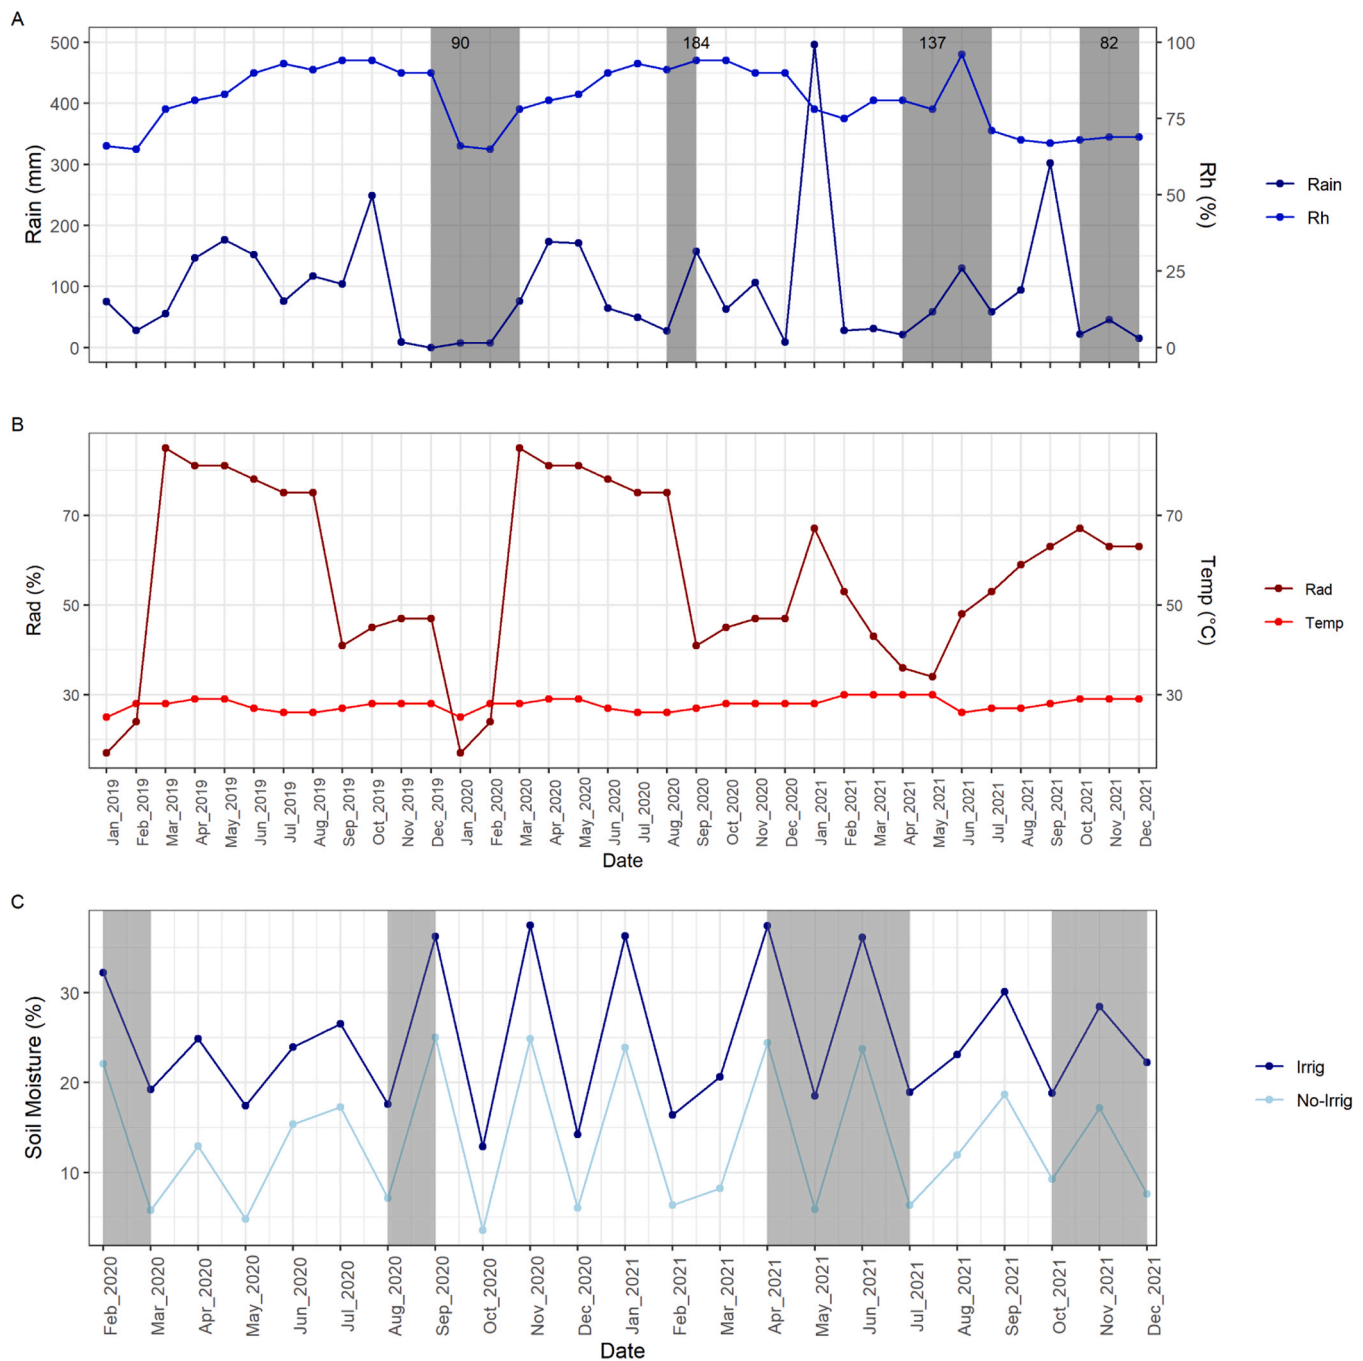 A
90
184
137
82
500
400
300
200
100
0
Rain (mm)
100
75
50
25
0
Rh (%)
Rain
Rh
B
70
50
30
Rad (%)
70
50
30
Temp (°C)
Rad
Temp
Jan_2019
Feb_2019
Mar_2019
Apr_2019
May_2019
Jun_2019
Jul_2019
Aug_2019
Sep_2019
Oct_2019
Nov_2019
Dec_2019
Jan_2020
Feb_2020
Mar_2020
Apr_2020
May_2020
Jun_2020
Jul_2020
Aug_2020
Sep_2020
Oct_2020
Nov_2020
Dec_2020
Jan_2021
Feb_2021
Mar_2021
Apr_2021
May_2021
Jun_2021
Jul_2021
Aug_2021
Sep_2021
Oct_2021
Nov_2021
Dec_2021
Date
C
30
20
10
Soil Moisture (%)
Irrig
No-Irrig
Feb_2020
Mar_2020
Apr_2020
May_2020
Jun_2020
Jul_2020
Aug_2020
Sep_2020
Oct_2020
Nov_2020
Dec_2020
Jan_2021
Feb_2021
Mar_2021
Apr_2021
May_2021
Jun_2021
Jul_2021
Aug_2021
Sep_2021
Oct_2021
Nov_2021
Dec_2021
Date